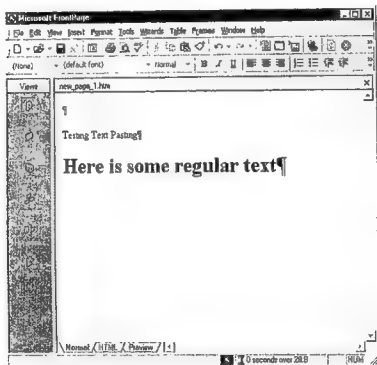 Microsoft FrontPage
File Edit View Insert Format Tools Wizards Table Frames Window Help
(None) (default font) Normal B I U
Views new_page_1.htm
¶
Testing Text Pasting¶
Here is some regular text¶
Normal HTML Preview
0 seconds over 28.8 NUM